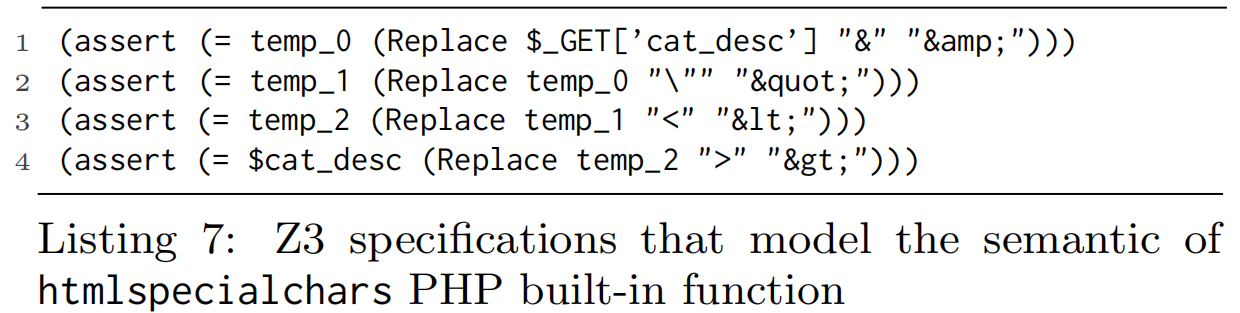 1 (assert (= temp_0 (Replace $_GET['cat_desc'] "&" "&amp;")))
2 (assert (= temp_1 (Replace temp_0 "\"" "&quot;")))
3 (assert (= temp_2 (Replace temp_1 "<" "&lt;")))
4 (assert (= $cat_desc (Replace temp_2 ">" "&gt;")))
Listing 7: Z3 specifications that model the semantic of
htmlspecialchars PHP built-in function